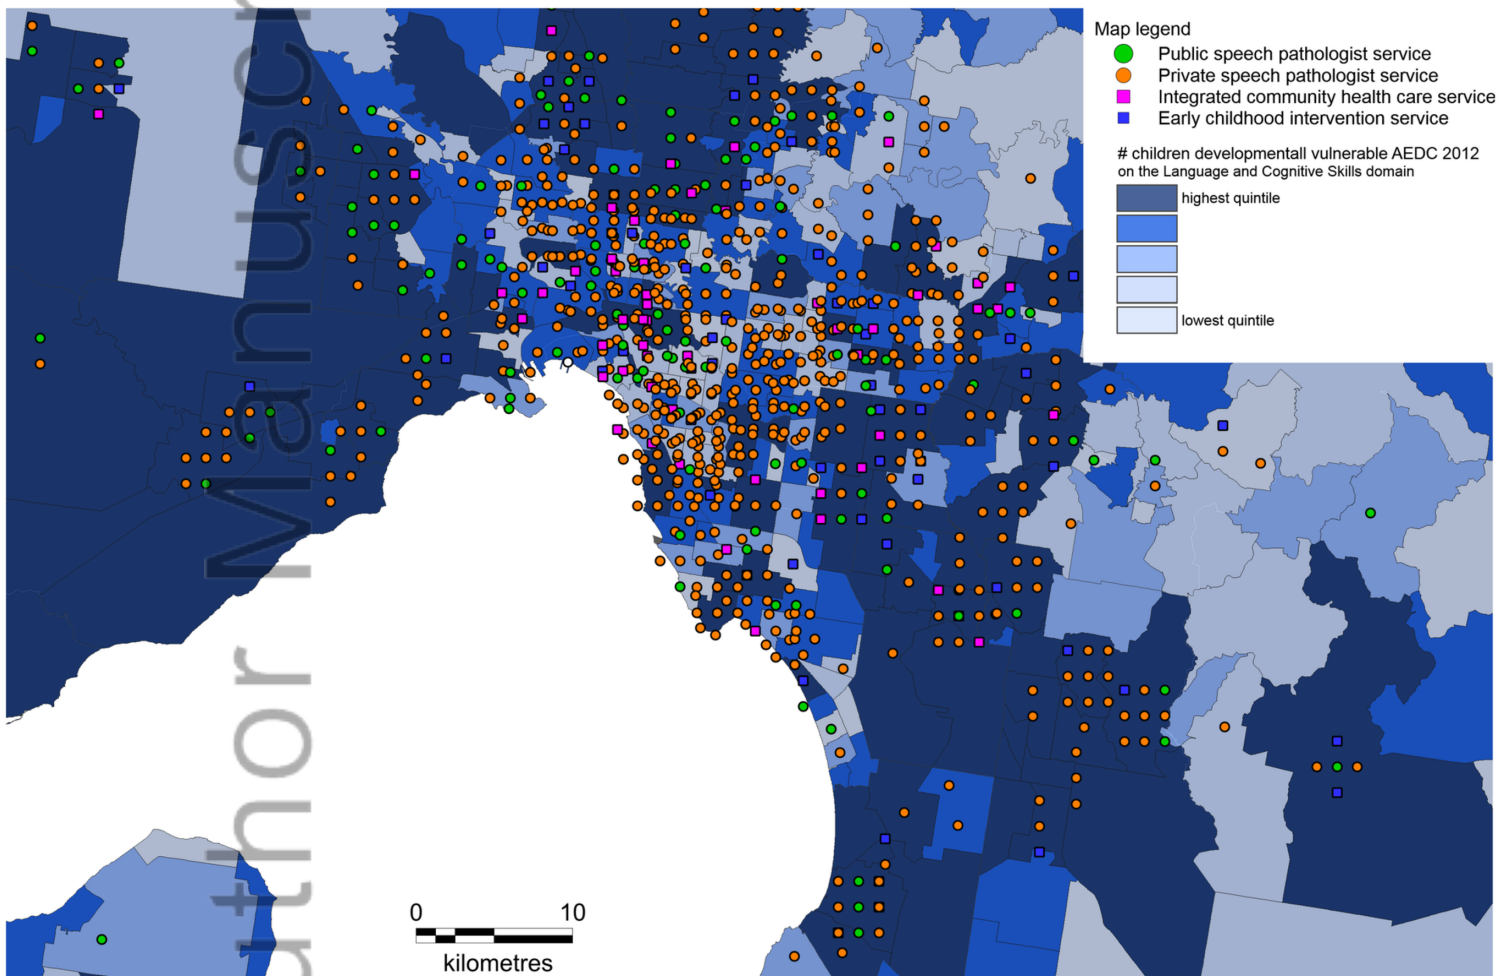 Map legend
Public speech pathologist service
Private speech pathologist service
Integrated community health care service
Early childhood intervention service
# children developmentall vulnerable AEDC 2012
on the Language and Cognitive Skills domain
highest quintile
lowest quintile
0 10
kilometres
uthor Manusc